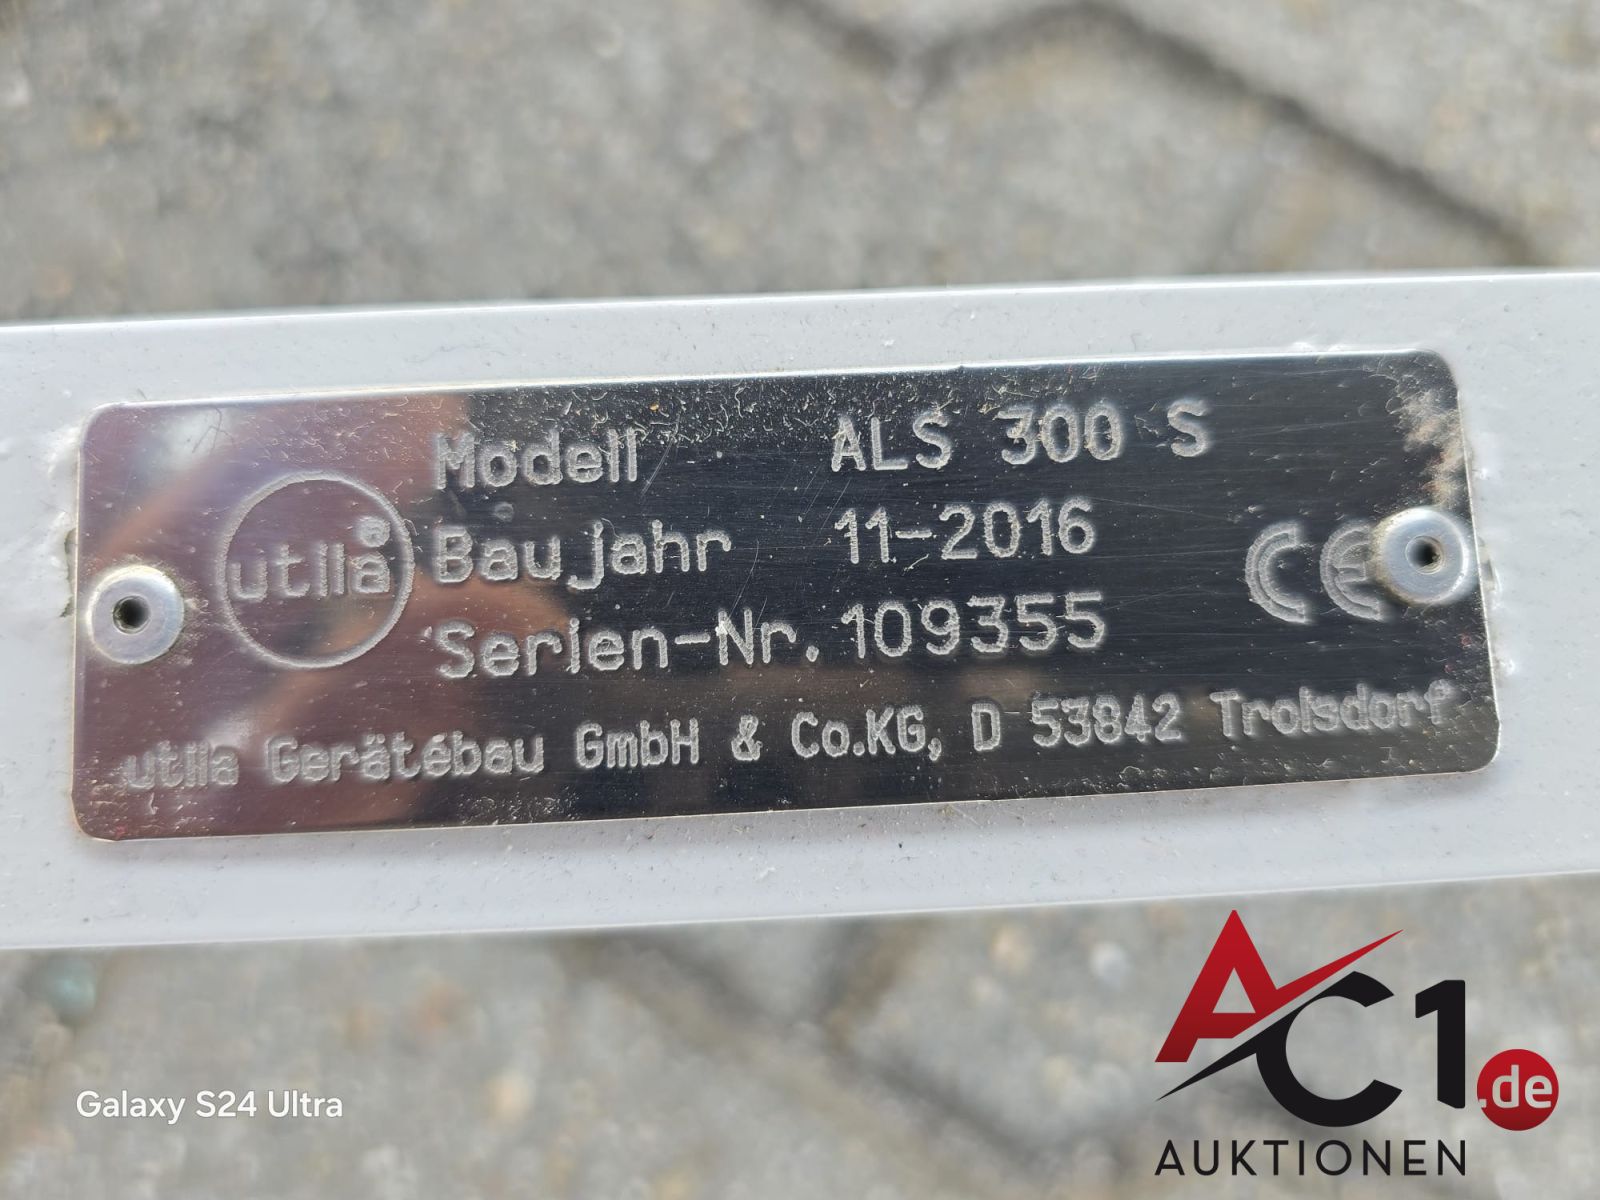 Modell ALS 300 S
utila®
Baujahr 11-2016
CE
Serien-Nr. 109355
utila Gerätebau GmbH & Co.KG, D 53842 Troisdorf
AC1.de
AUKTIONEN
Galaxy S24 Ultra